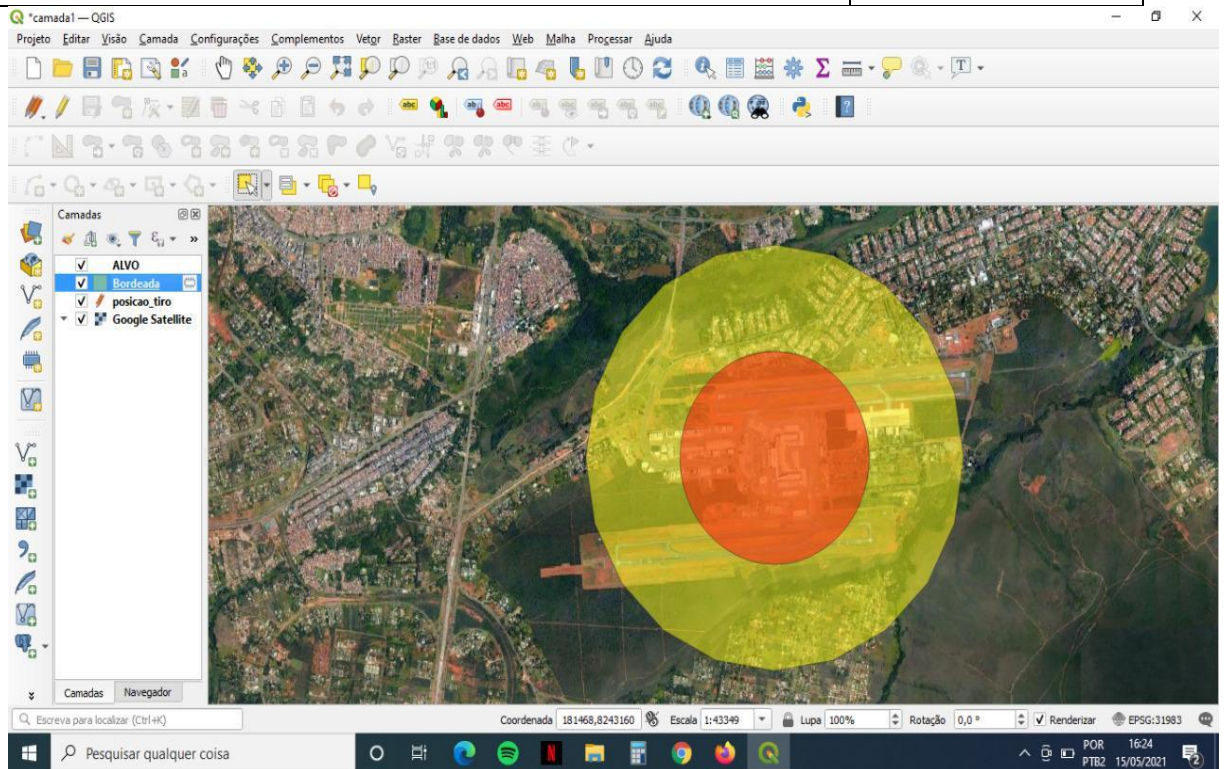 *camada1 — QGIS
Projeto Editar Visão Camada Configurações Complementos Vetor Raster Base de dados Web Malha Processar Ajuda
Camadas
ALVO
Bordeada
posicao_tiro
Google Satellite
Camadas Navegador
Escreva para localizar (Ctrl+K) Coordenada 181468,8243160 Escala 1:43349 Lupa 100% Rotação 0,0 ° Renderizar EPSG:31983
Pesquisar qualquer coisa POR 16:24
PTB2 15/05/2021